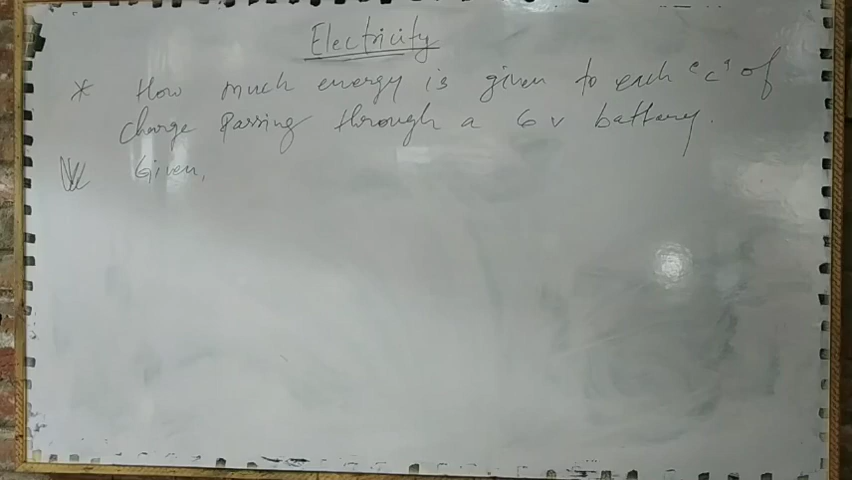 Electricity
* How much energy is given to each "c" of
charge passing through a 6 v battery.
Given,